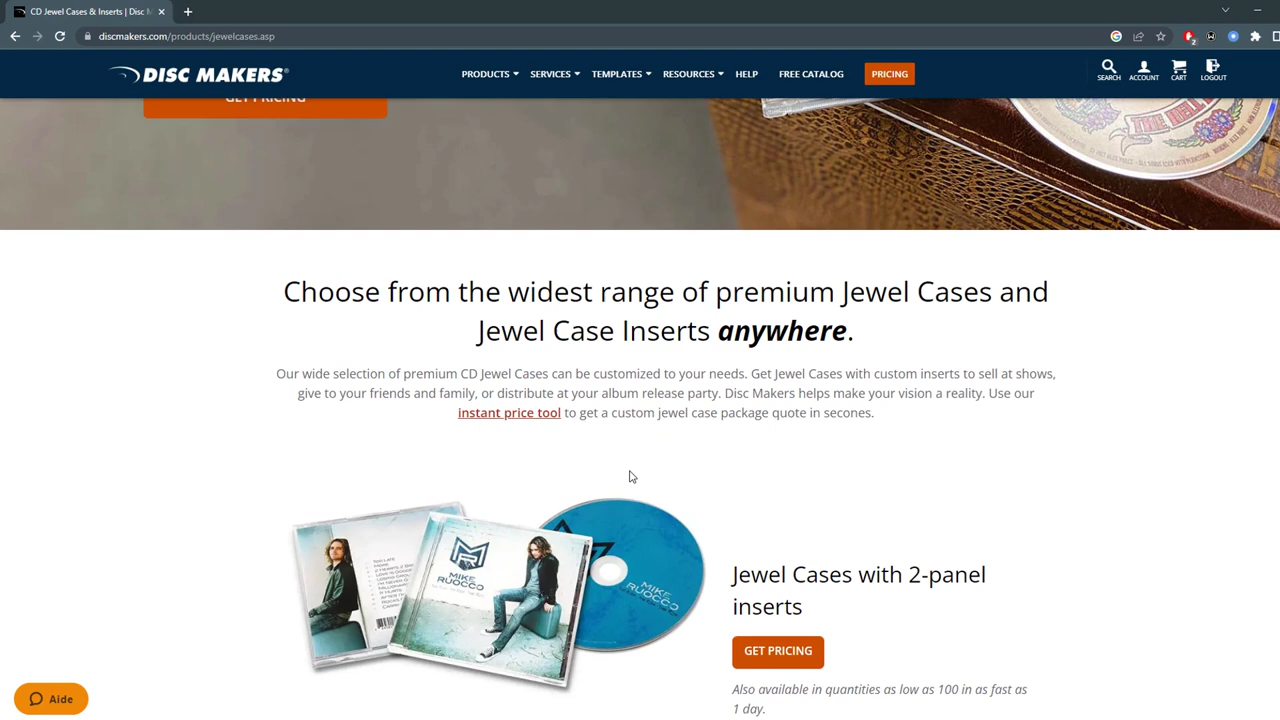 CD Jewel Cases & Inserts | Disc M
discmakers.com/products/jewelcases.asp
2
DISC MAKERS®
PRODUCTS
SERVICES
TEMPLATES
RESOURCES
HELP
FREE CATALOG
PRICING
SEARCH
ACCOUNT
CART
LOGOUT
GET PRICING
THE
Choose from the widest range of premium Jewel Cases and
Jewel Case Inserts anywhere.
Our wide selection of premium CD Jewel Cases can be customized to your needs. Get Jewel Cases with custom inserts to sell at shows,
give to your friends and family, or distribute at your album release party. Disc Makers helps make your vision a reality. Use our
instant price tool to get a custom jewel case package quote in secones.
MIKE
RUOCCO
MIKE
RUOCCO
Jewel Cases with 2-panel
inserts
GET PRICING
Also available in quantities as low as 100 in as fast as
1 day.
Aide